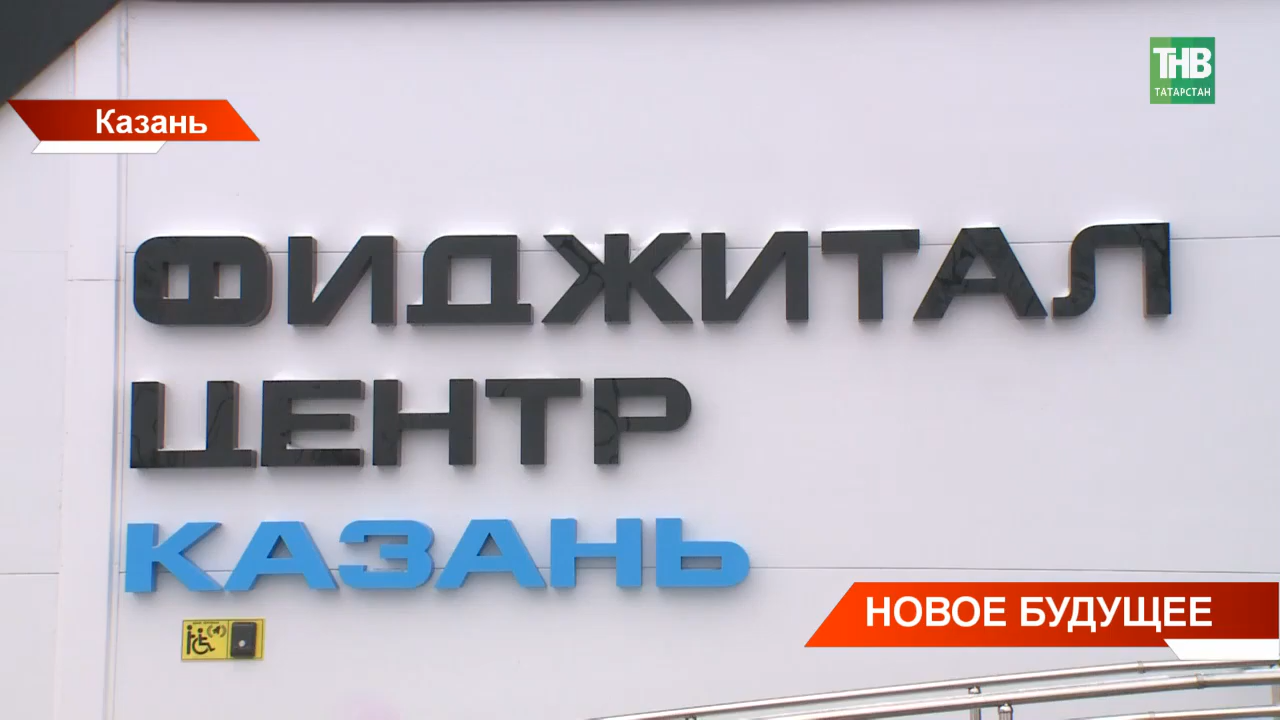 ТНВ
ТАТАРСТАН
Казань
ФИДЖИТАЛ
ЦЕНТР
КАЗАНЬ
НОВОЕ БУДУЩЕЕ